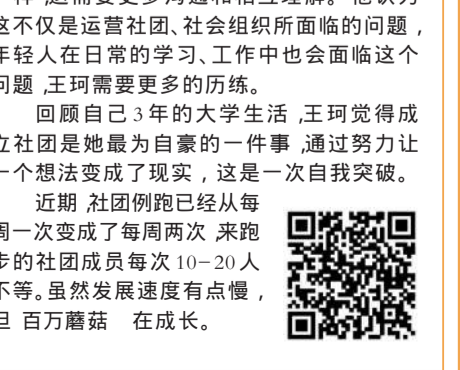 样,这需要更多沟通和相互理解。他认为
这不仅是运营社团、社会组织所面临的问题,
年轻人在日常的学习、工作中也会面临这个
问题,王珂需要更多的历练。
回顾自己3年的大学生活,王珂觉得成
立社团是她最为自豪的一件事,通过努力让
一个想法变成了现实,这是一次自我突破。
近期,社团例跑已经从每
周一次变成了每周两次,来跑
步的社团成员每次10-20人
不等。虽然发展速度有点慢,
但 百万蘑菇 在成长。